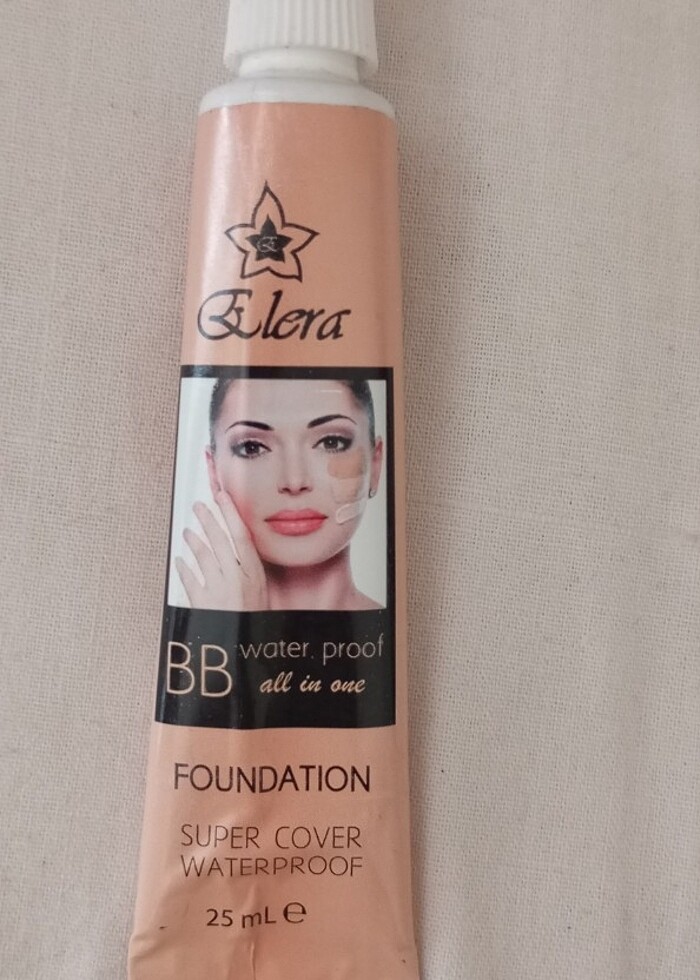 Elera
BB water. proof
all in one
FOUNDATION
SUPER COVER
WATERPROOF
25 mL ℮